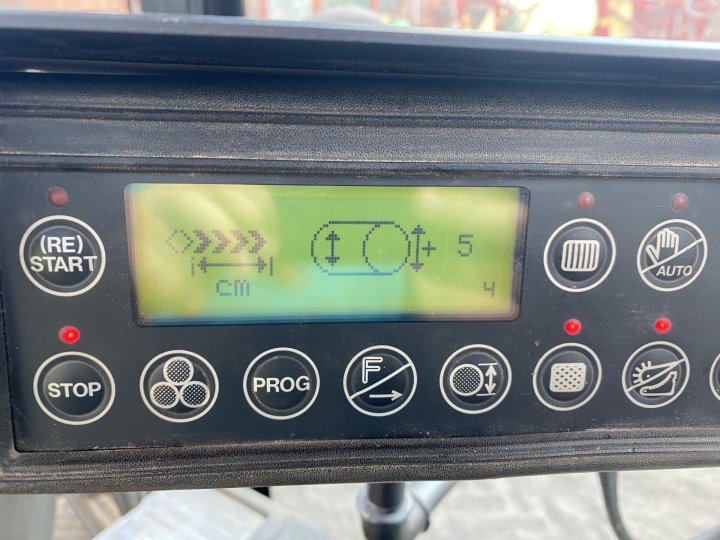 (RE)
START
+ 5
cm
4
AUTO
STOP
PROG
F